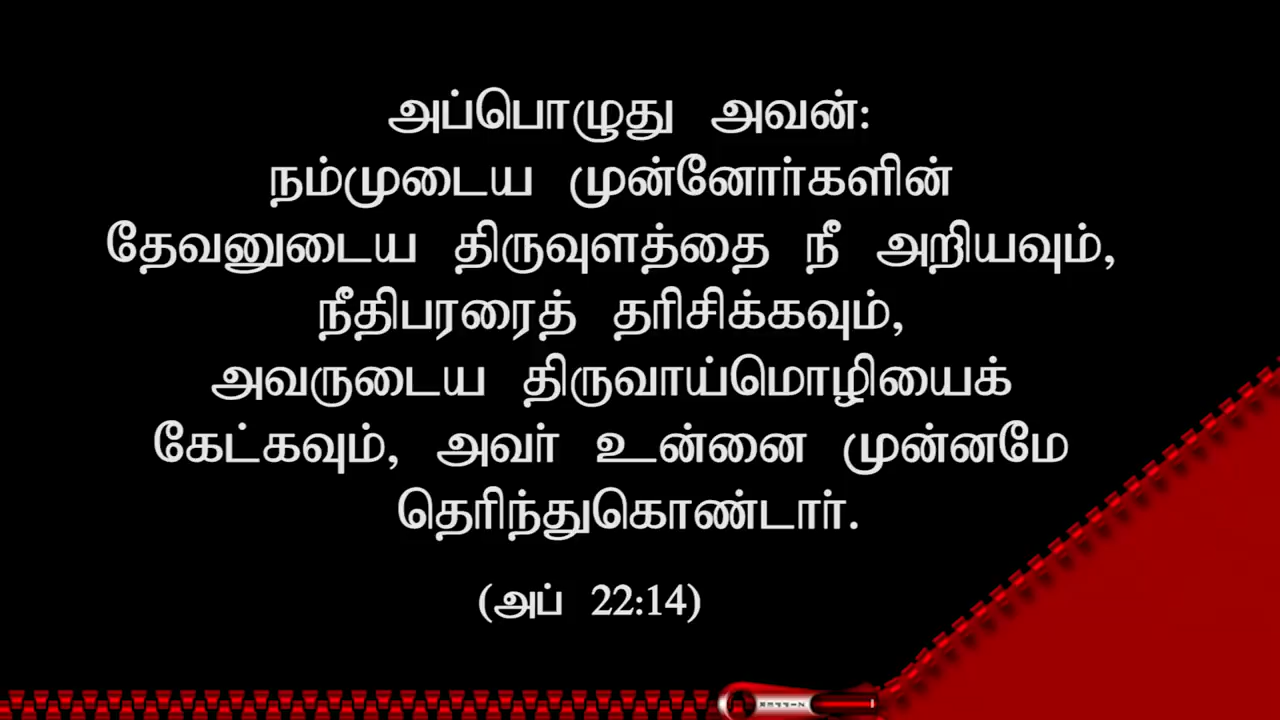 அப்பொழுது அவன்:
நம்முடைய முன்னோர்களின்
தேவனுடைய திருவுளத்தை நீ அறியவும்,
நீதிபரரைத் தரிசிக்கவும்,
அவருடைய திருவாய்மொழியைக்
கேட்கவும், அவர் உன்னை முன்னமே
தெரிந்துகொண்டார்.
(அப் 22:14)